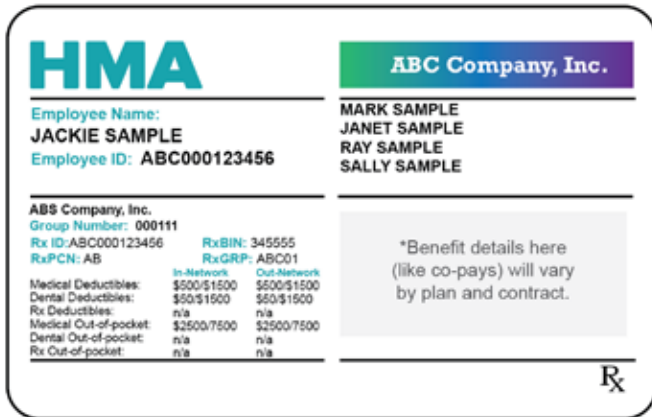 HMA
ABC Company, Inc.
Employee Name:
JACKIE SAMPLE
Employee ID: ABC000123456
MARK SAMPLE
JANET SAMPLE
RAY SAMPLE
SALLY SAMPLE
ABS Company, Inc.
Group Number: 000111
Rx ID:ABC000123456 RxBIN: 345555
RxPCN: AB RxGRP: ABC01
In-Network Out-Network
Medical Deductibles: $500/$1500 $500/$1500
Dental Deductibles: $50/$1500 $50/$1500
Rx Deductibles: n/a n/a
Medical Out-of-pocket: $2500/7500 $2500/7500
Dental Out-of-pocket: n/a n/a
Rx Out-of-pocket: n/a n/a
*Benefit details here
(like co-pays) will vary
by plan and contract.
Rx